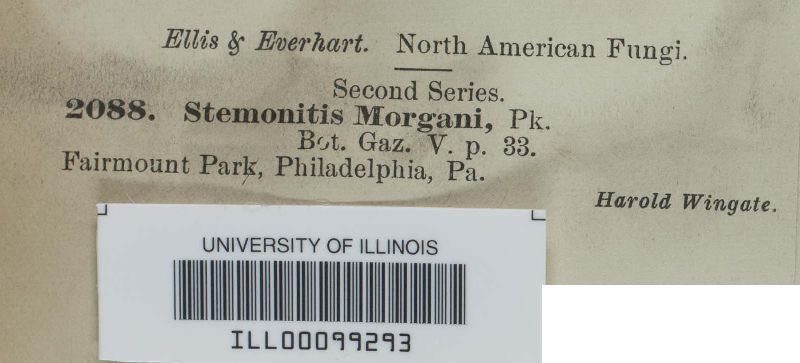 Ellis & Everhart. North American Fungi.
Second Series.
2088. Stemonitis Morgani, Pk.
Bot. Gaz. V. p. 33.
Fairmount Park, Philadelphia, Pa.
Harold Wingate.
UNIVERSITY OF ILLINOIS
ILL00099293